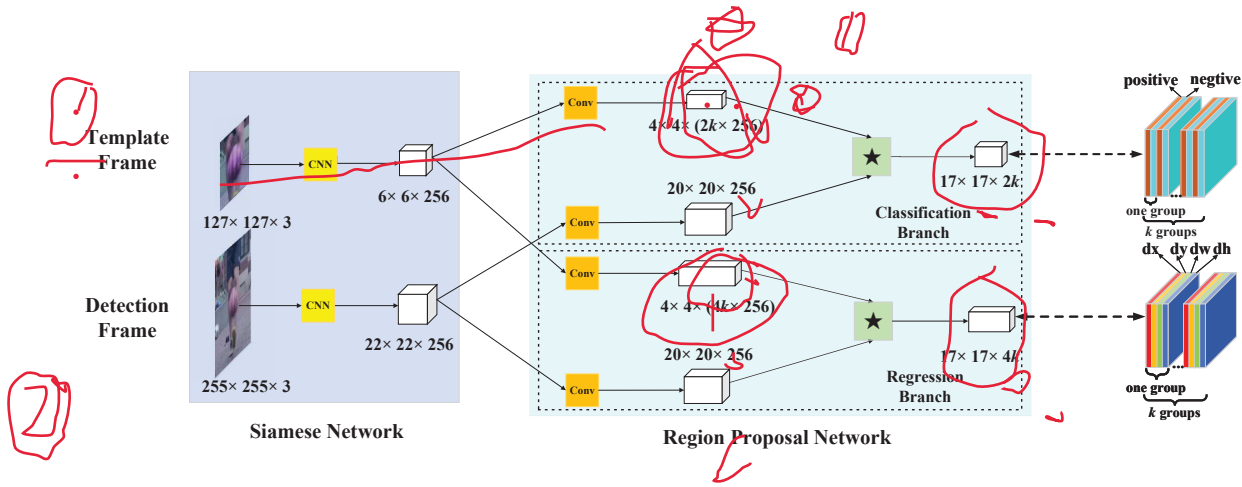 Template
Frame
127× 127× 3
CNN
6× 6× 256
Detection
Frame
255× 255× 3
CNN
22× 22× 256
Siamese Network
Conv
4× 4× (2k× 256)
20× 20× 256
Conv
★
17× 17× 2k
Classification
Branch
Conv
4× 4× (4k× 256)
20× 20× 256
Conv
★
17× 17× 4k
Regression
Branch
Region Proposal Network
positive negtive
one group
...
k groups
dx dy dw dh
one group
...
k groups
2